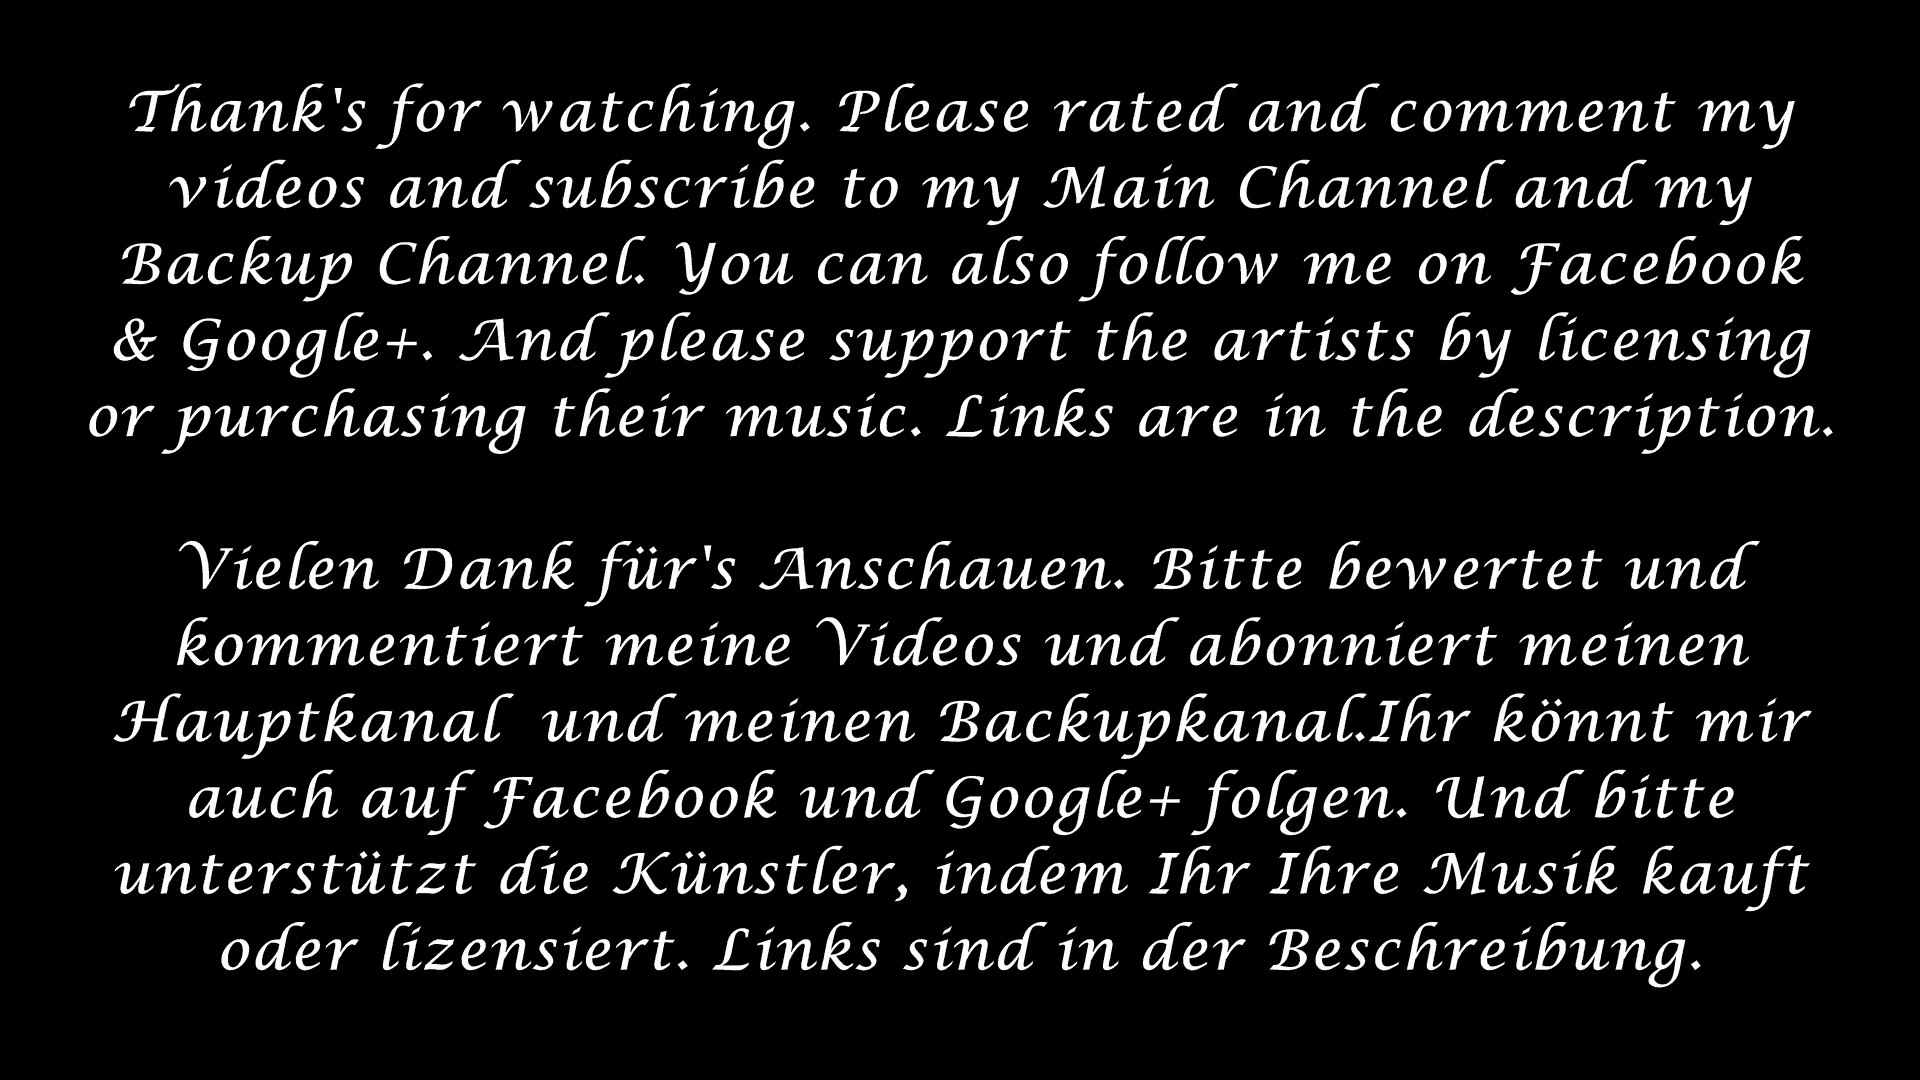 Thank's for watching. Please rated and comment my
videos and subscribe to my Main Channel and my
Backup Channel. You can also follow me on Facebook
& Google+. And please support the artists by licensing
or purchasing their music. Links are in the description.
Vielen Dank für's Anschauen. Bitte bewertet und
kommentiert meine Videos und abonniert meinen
Hauptkanal  und meinen Backupkanal.Ihr könnt mir
auch auf Facebook und Google+ folgen. Und bitte
unterstützt die Künstler, indem Ihr Ihre Musik kauft
oder lizensiert. Links sind in der Beschreibung.